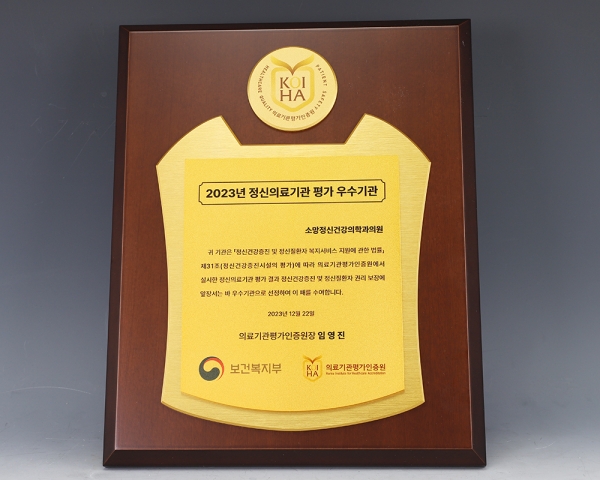 HEALTHCARE QUALITY PATIENT SAFETY
KOIHA
의료기관평가인증원
2023년 정신의료기관 평가 우수기관
소망정신건강의학과의원
귀 기관은 「정신건강증진 및 정신질환자 복지서비스 지원에 관한 법률」
제31조(정신건강증진시설의 평가)에 따라 의료기관평가인증원에서
실시한 정신의료기관 평가 결과 정신건강증진 및 정신질환자 권리 보장에
앞장서는 바 우수기관으로 선정하여 이 패를 수여합니다.
2023년 12월 22일
의료기관평가인증원장 임 영 진
보건복지부
KOIHA 의료기관평가인증원
Korea Institute for Healthcare Accreditation